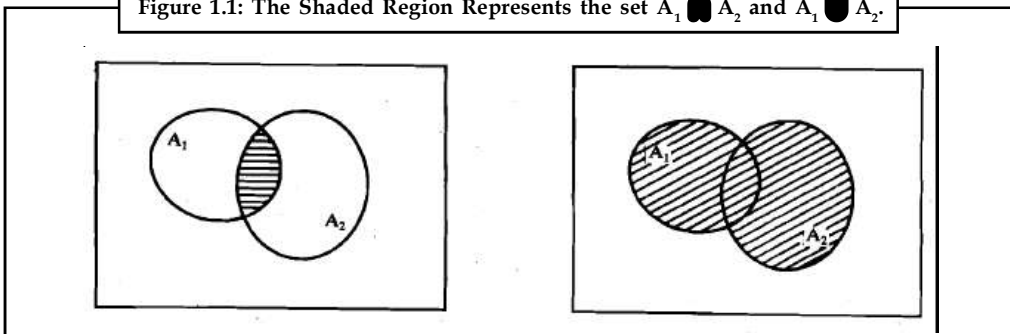 Figure 1.1: The Shaded Region Represents the set A₁ A₂ and A₁ A₂.
A₁
A₂
A₁
A₂